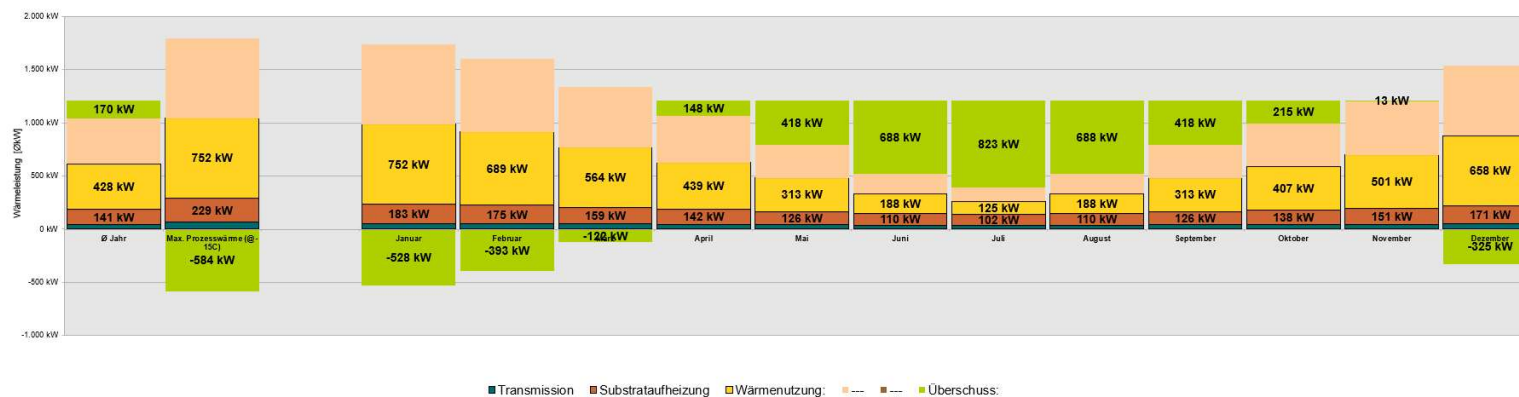 2.000 kW
1.500 kW
1.000 kW
500 kW
0 kW
-500 kW
-1.000 kW
Wärmeleistung [ØkW]
170 kW
428 kW
141 kW
Ø Jahr
752 kW
229 kW
Max. Prozesswärme (@-
15C)
-584 kW
752 kW
183 kW
Januar
-528 kW
689 kW
175 kW
Februar
-393 kW
564 kW
159 kW
März
-122 kW
148 kW
439 kW
142 kW
April
418 kW
313 kW
126 kW
Mai
688 kW
188 kW
110 kW
Juni
823 kW
125 kW
102 kW
Juli
688 kW
188 kW
110 kW
August
418 kW
313 kW
126 kW
September
215 kW
407 kW
138 kW
Oktober
13 kW
501 kW
151 kW
November
658 kW
171 kW
Dezember
-325 kW
Transmission Substrataufheizung Wärmenutzung: --- --- Überschuss: